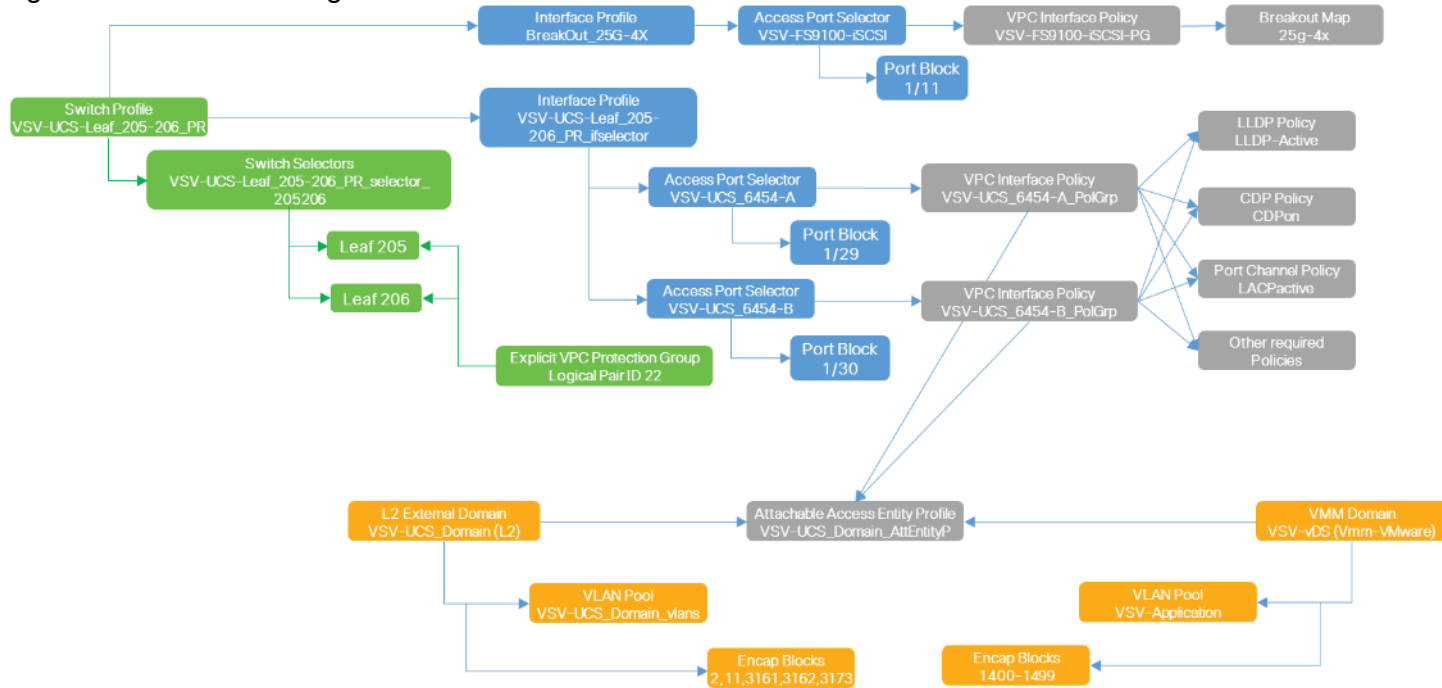 Interface Profile
BreakOut_25G-4X
Access Port Selector
VSV-FS9100-iSCSI
VPC Interface Policy
VSV-FS9100-iSCSI-PG
Breakout Map
25g-4x
Port Block
1/11
Switch Profile
VSV-UCS-Leaf_205-206_PR
Interface Profile
VSV-UCS-Leaf_205-
206_PR_ifselector
LLDP Policy
LLDP-Active
Switch Selectors
VSV-UCS-Leaf_205-206_PR_selector_
205206
Access Port Selector
VSV-UCS_6454-A
VPC Interface Policy
VSV-UCS_6454-A_PolGrp
CDP Policy
CDPon
Leaf 205
Port Block
1/29
Port Channel Policy
LACPactive
Leaf 206
Access Port Selector
VSV-UCS_6454-B
VPC Interface Policy
VSV-UCS_6454-B_PolGrp
Explicit VPC Protection Group
Logical Pair ID 22
Port Block
1/30
Other required
Policies
L2 External Domain
VSV-UCS_Domain (L2)
Attachable Access Entity Profile
VSV-UCS_Domain_AttEntityP
VMM Domain
VSV-vDS (Vmm-VMware)
VLAN Pool
VSV-UCS_Domain_vlans
VLAN Pool
VSV-Application
Encap Blocks
2,11,3161,3162,3173
Encap Blocks
1400-1499